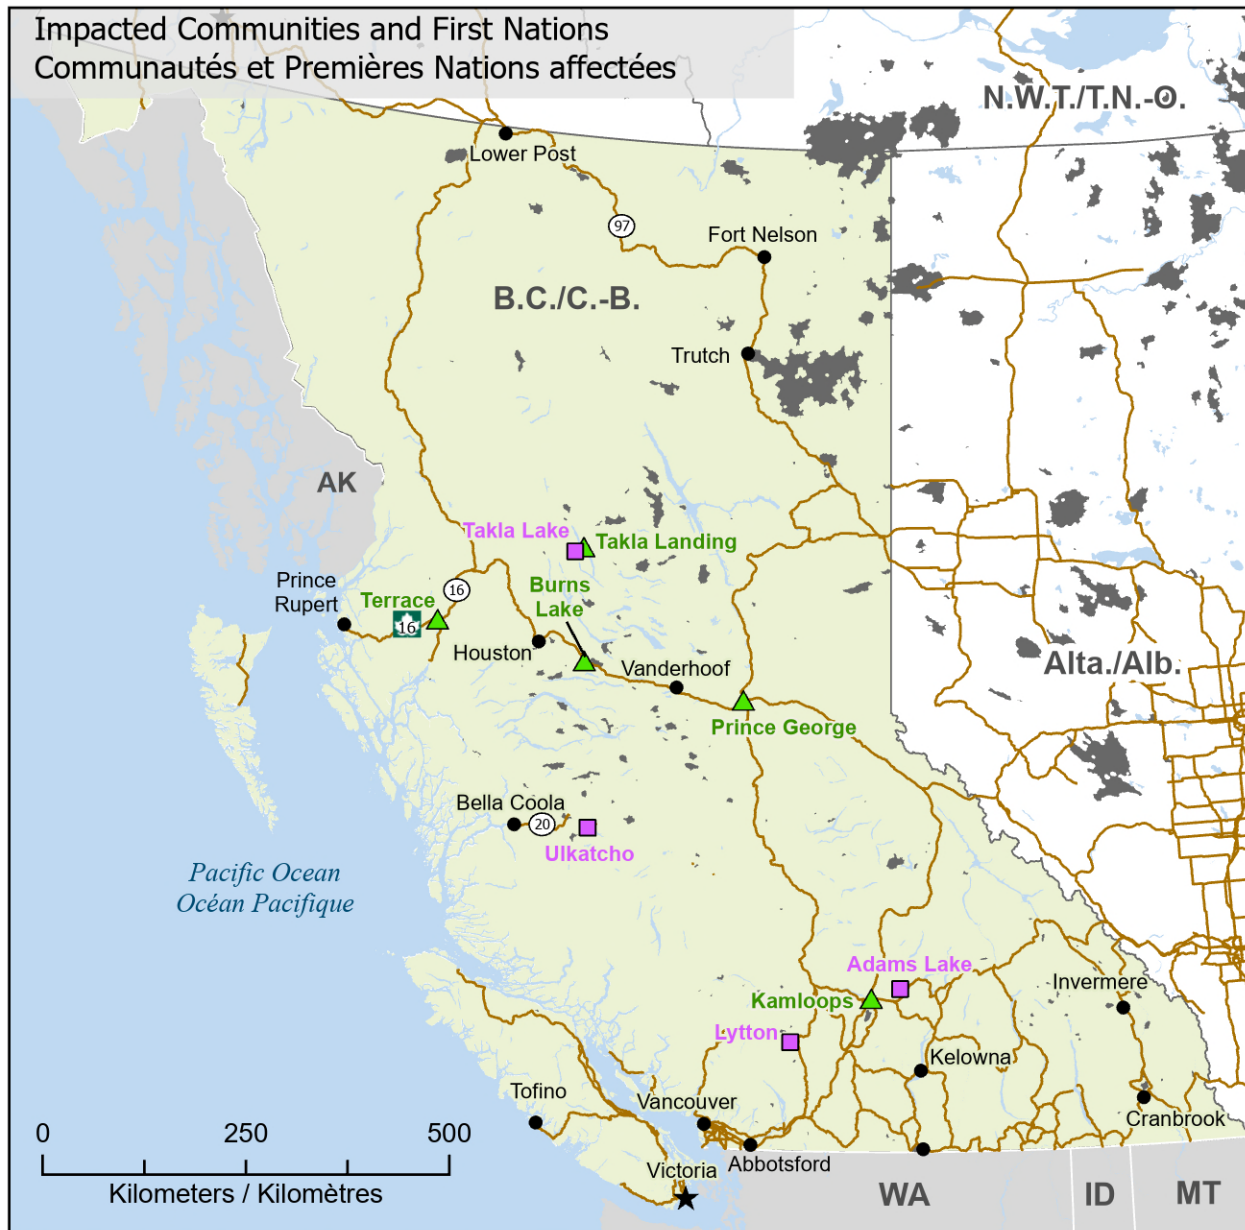 Impacted Communities and First Nations
Communautés et Premières Nations affectées
N.W.T./T.N.-O.
Lower Post
97
Fort Nelson
B.C./C.-B.
Trutch
AK
Takla Lake
Takla Landing
Prince
Rupert
Terrace
16
16
Burns
Lake
Houston
Vanderhoof
Alta./Alb.
Prince George
Bella Coola
20
Ulkatcho
Pacific Ocean
Océan Pacifique
Adams Lake
Kamloops
Invermere
Lytton
Kelowna
Tofino
Vancouver
Cranbrook
0 250 500
Kilometers / Kilomètres
Abbotsford
Victoria
WA
ID
MT